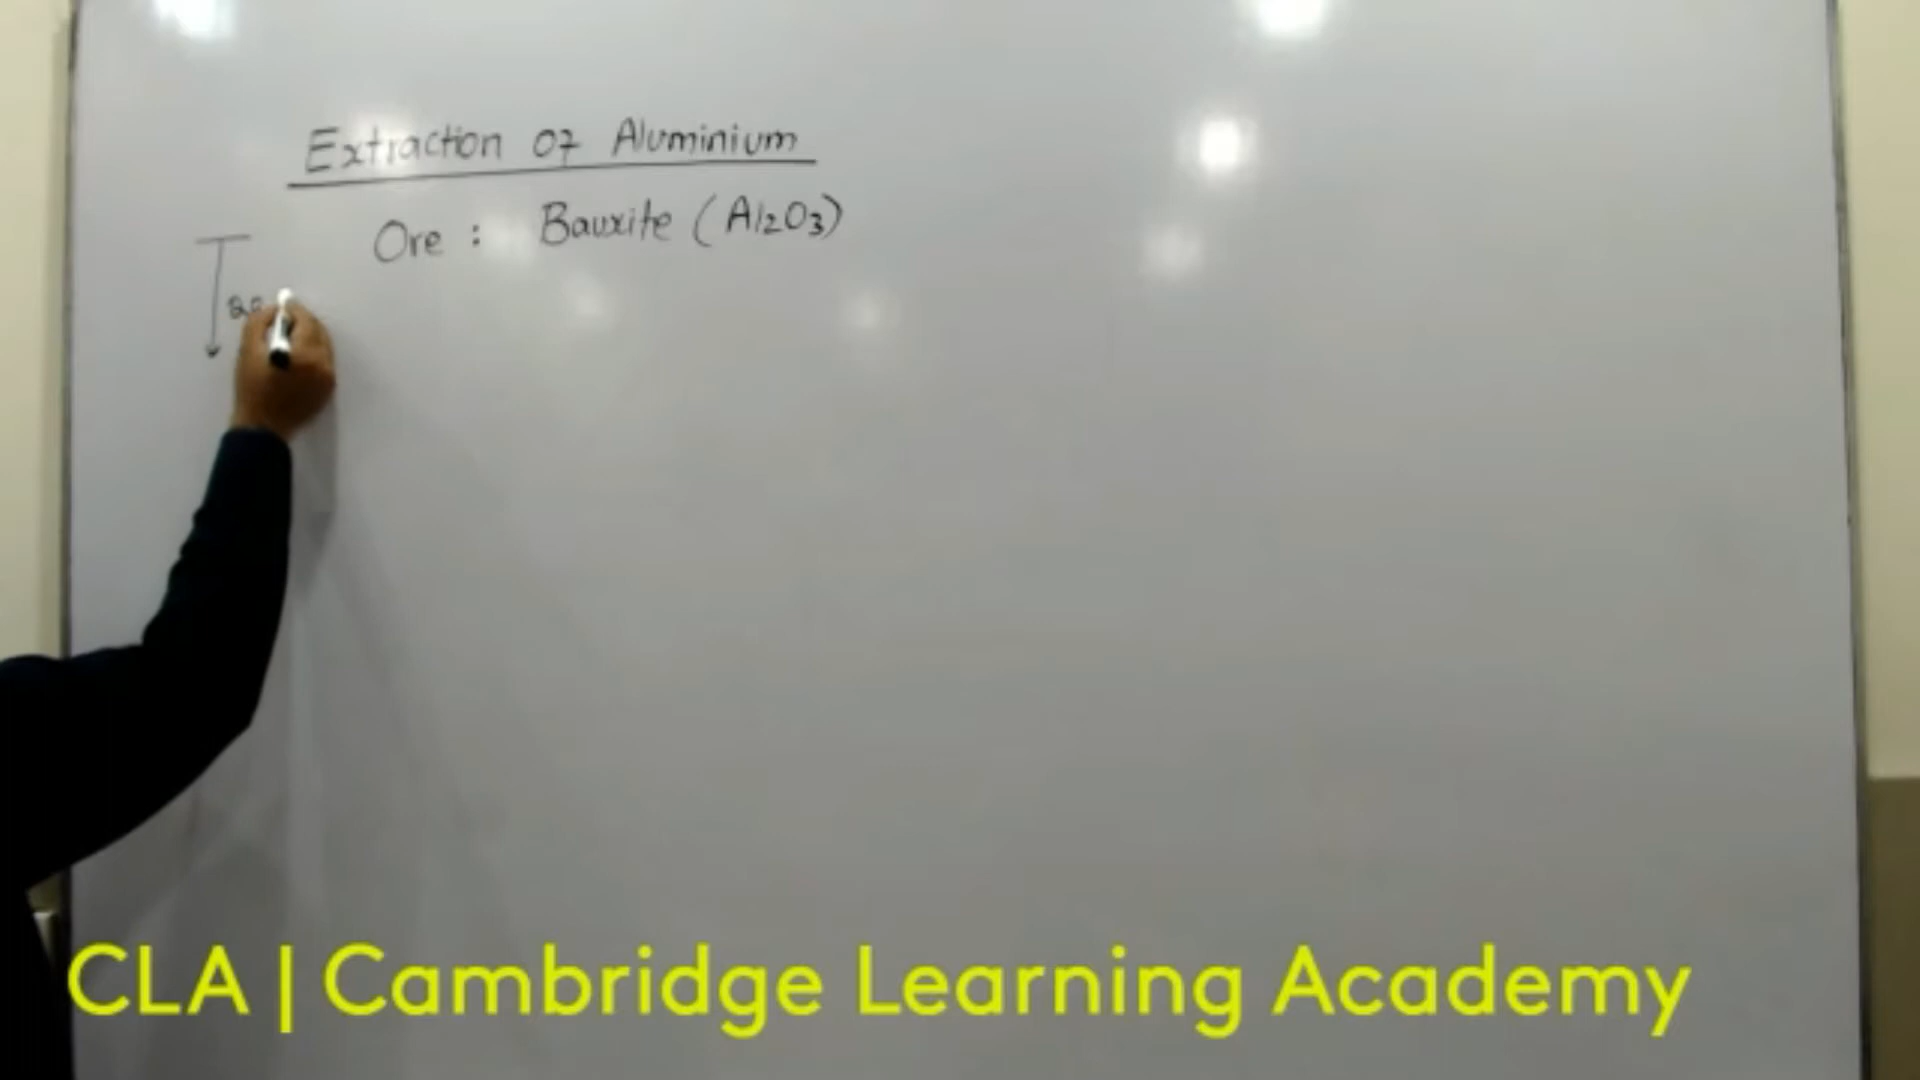 Extraction of Aluminium
Ore : Bauxite (Al2O3)
CLA | Cambridge Learning Academy